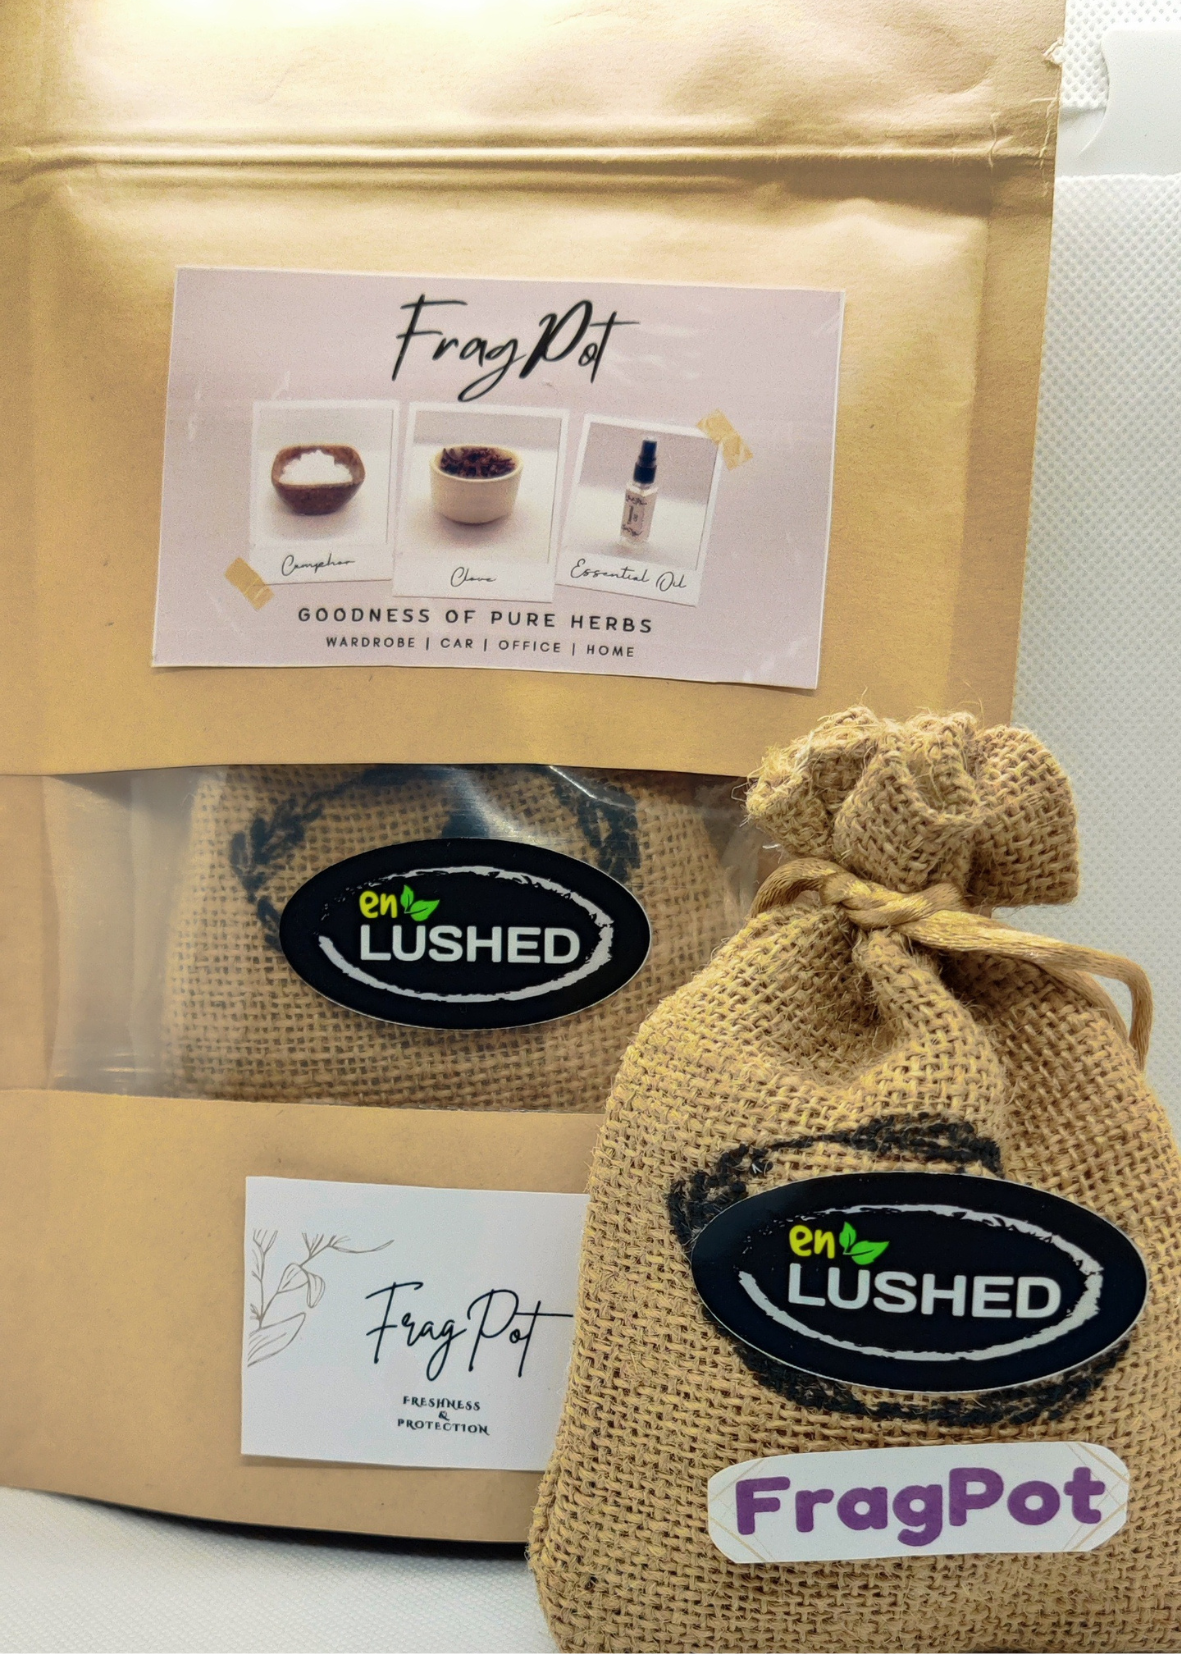 FragPot
Camphor
Clove
Essential Oil
GOODNESS OF PURE HERBS
WARDROBE | CAR | OFFICE | HOME
en
LUSHED
FragPot
FRESHNESS
&
PROTECTION
en
LUSHED
FragPot